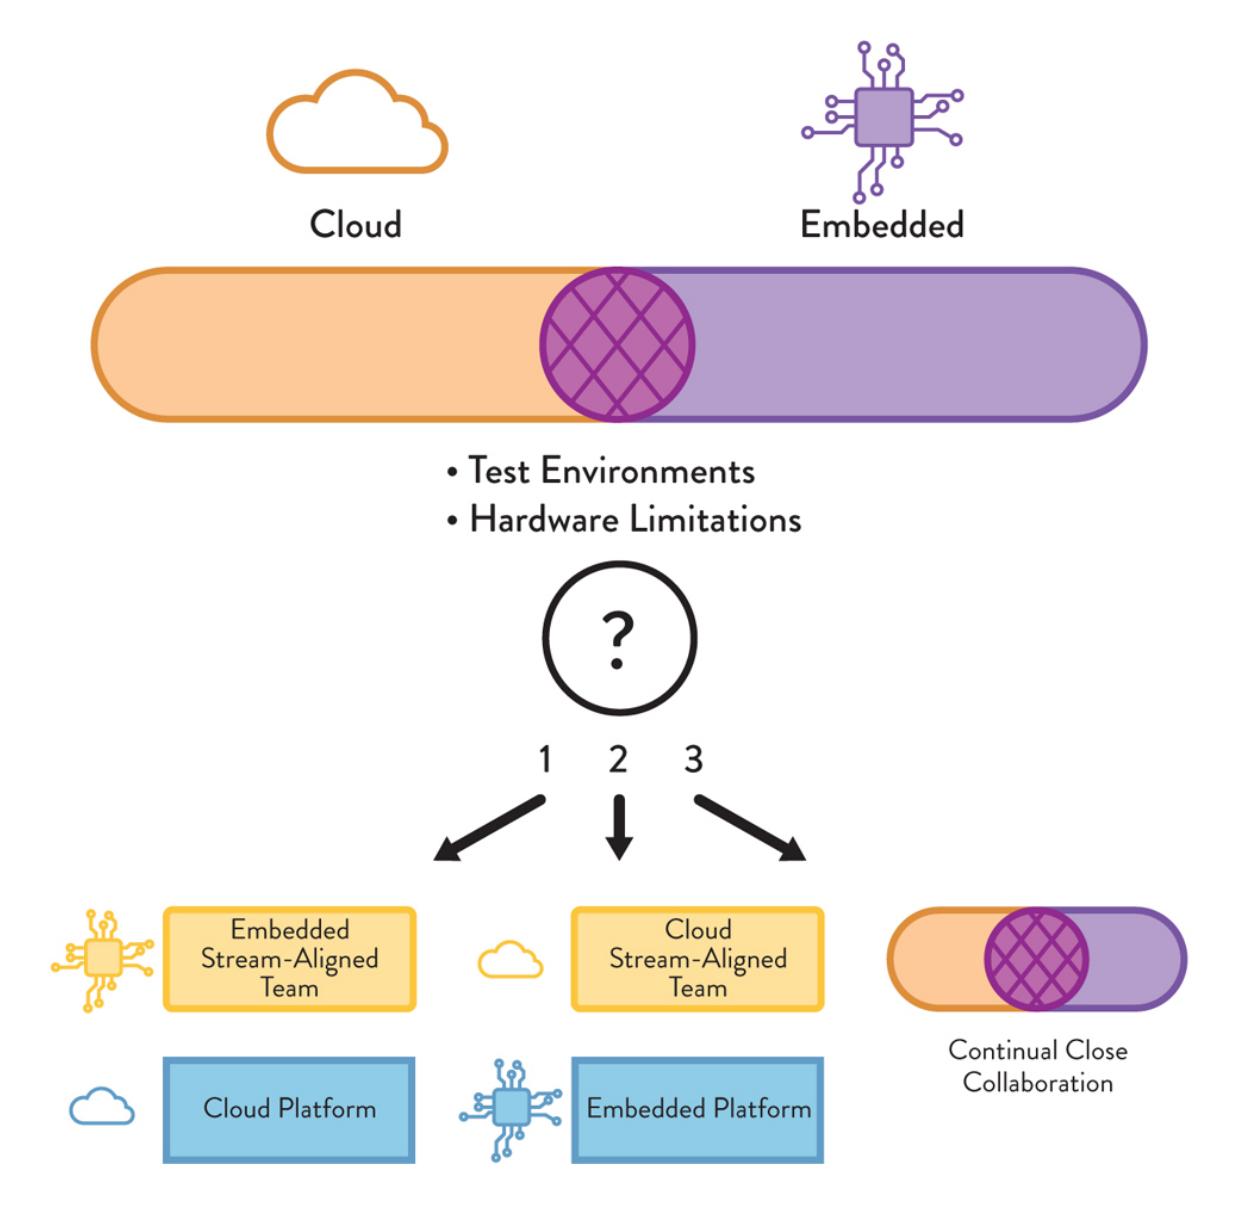 Cloud
Embedded
• Test Environments
• Hardware Limitations
?
1 2 3
Embedded
Stream-Aligned
Team
Cloud
Stream-Aligned
Team
Continual Close
Collaboration
Cloud Platform
Embedded Platform